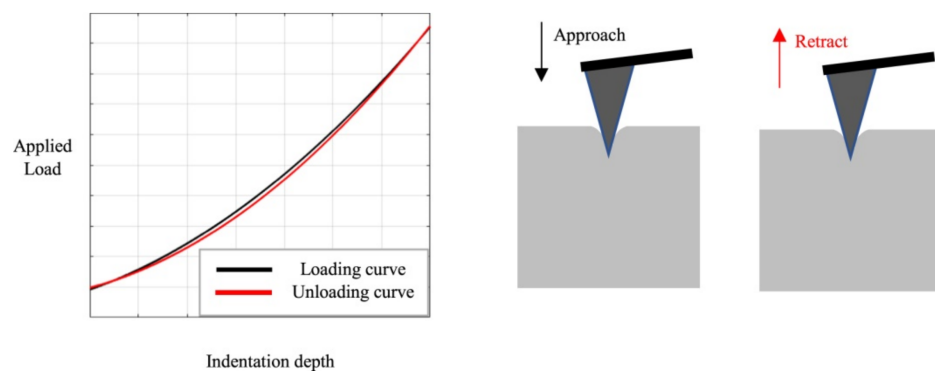 Applied
Load
Loading curve
Unloading curve
Indentation depth
Approach
Retract